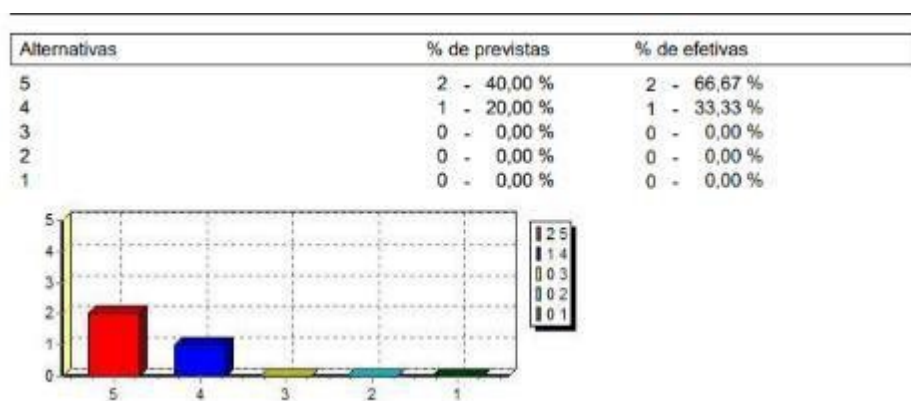 Alternativas % de previstas % de efetivas
5 2 - 40,00 % 2 - 66,67 %
4 1 - 20,00 % 1 - 33,33 %
3 0 - 0,00 % 0 - 0,00 %
2 0 - 0,00 % 0 - 0,00 %
1 0 - 0,00 % 0 - 0,00 %
5
4
3
2
1
0
5 4 3 2 1
2 5
1 4
0 3
0 2
0 1